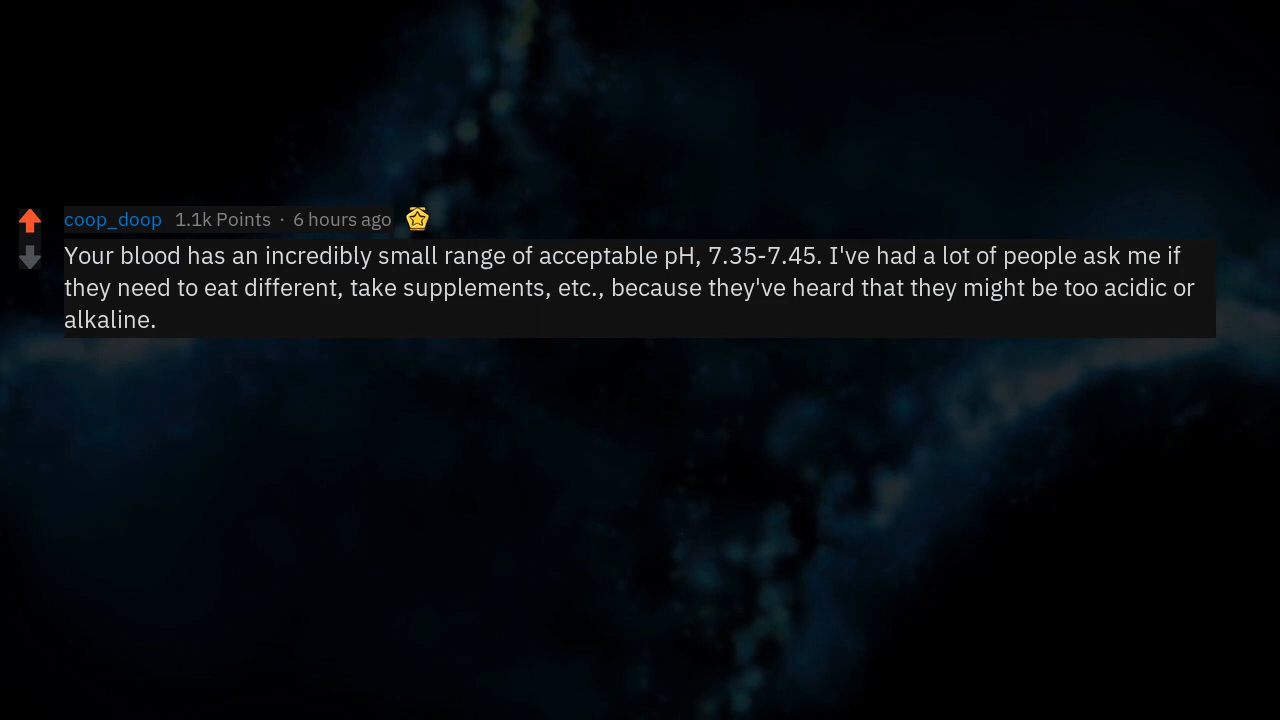 coop_doop 1.1k Points · 6 hours ago
Your blood has an incredibly small range of acceptable pH, 7.35-7.45. I've had a lot of people ask me if
they need to eat different, take supplements, etc., because they've heard that they might be too acidic or
alkaline.